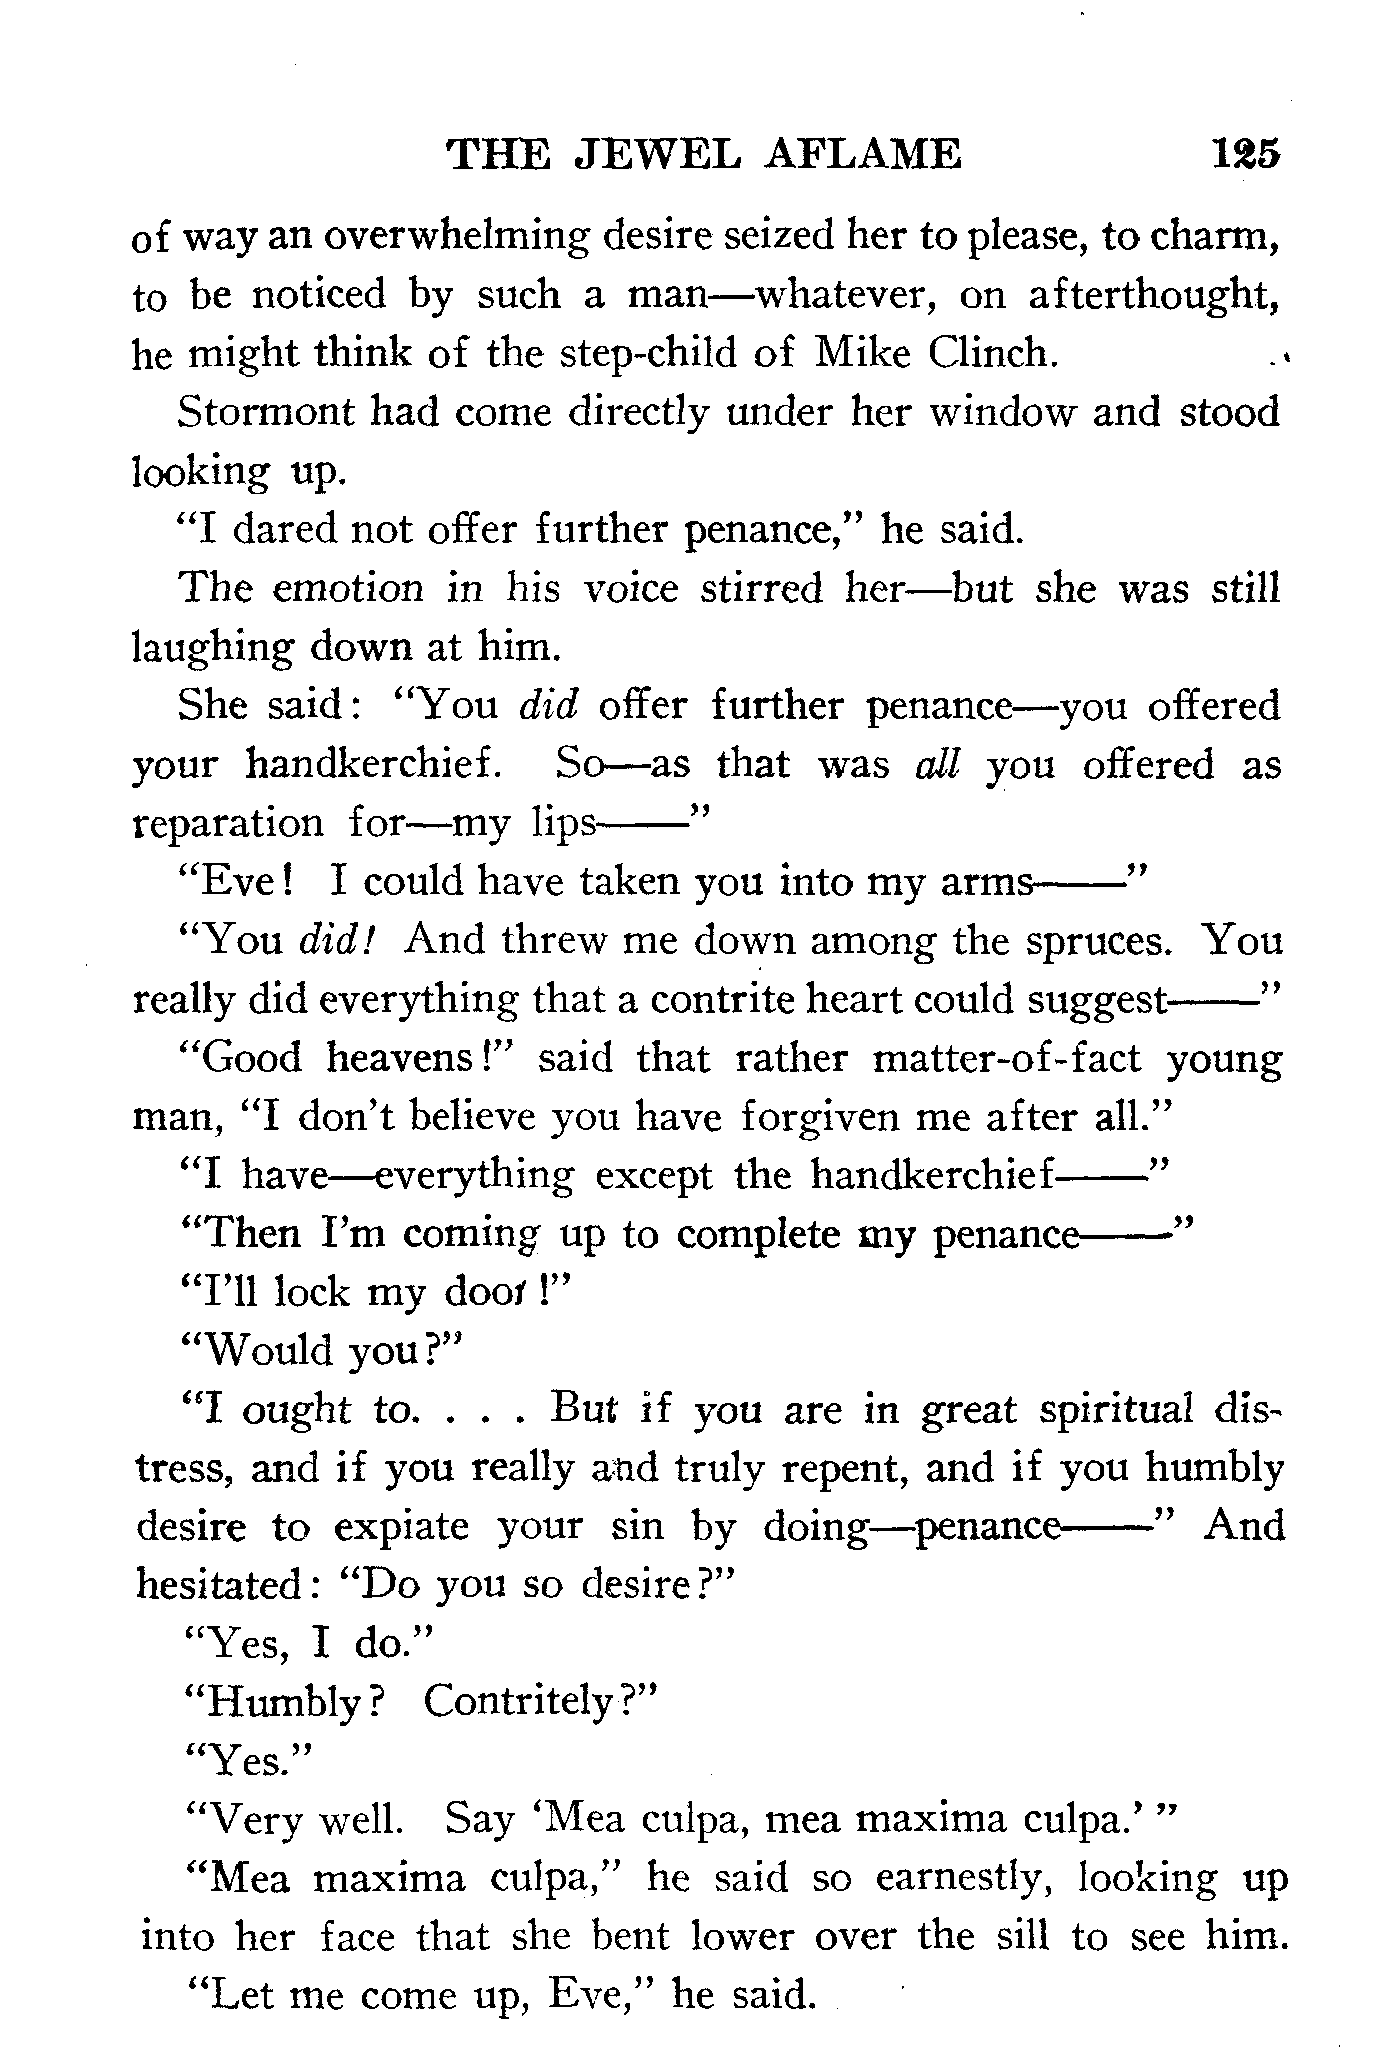 THE JEWEL AFLAME 125
of way an overwhelming desire seized her to please, to charm,
to be noticed by such a man—whatever, on afterthought,
he might think of the step-child of Mike Clinch.
Stormont had come directly under her window and stood
looking up.
“I dared not offer further penance,” he said.
The emotion in his voice stirred her—but she was still
laughing down at him.
She said: “You did offer further penance—you offered
your handkerchief. So—as that was all you offered as
reparation for—my lips——”
“Eve! I could have taken you into my arms——”
“You did! And threw me down among the spruces. You
really did everything that a contrite heart could suggest——”
“Good heavens!” said that rather matter-of-fact young
man, “I don’t believe you have forgiven me after all.”
“I have—everything except the handkerchief——”
“Then I’m coming up to complete my penance——”
“I’ll lock my door!”
“Would you?”
“I ought to. . . . But if you are in great spiritual dis-
tress, and if you really and truly repent, and if you humbly
desire to expiate your sin by doing—penance——” And
hesitated: “Do you so desire?”
“Yes, I do.”
“Humbly? Contritely?”
“Yes.”
“Very well. Say ‘Mea culpa, mea maxima culpa.’ ”
“Mea maxima culpa,” he said so earnestly, looking up
into her face that she bent lower over the sill to see him.
“Let me come up, Eve,” he said.